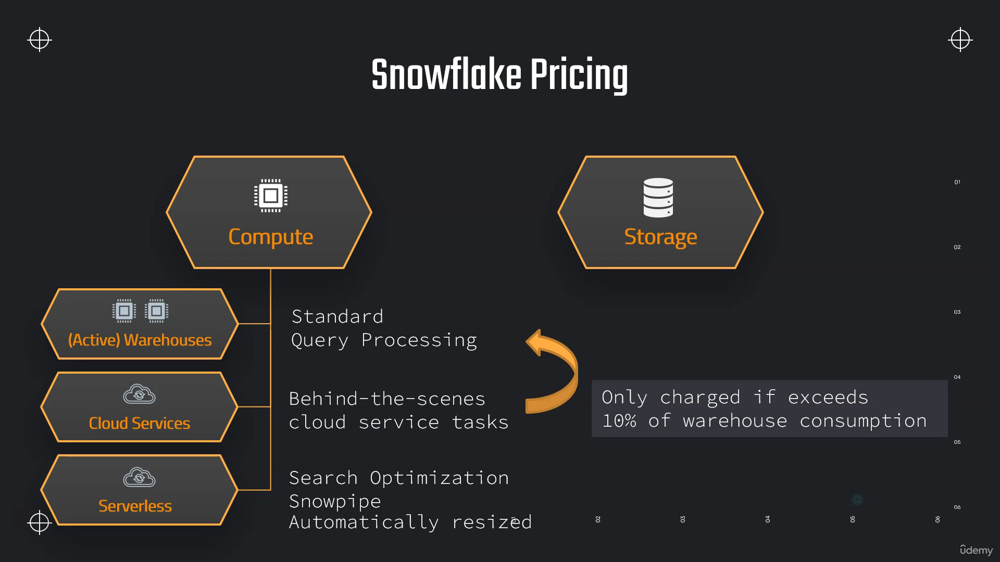 Snowflake Pricing
Compute
Storage
(Active) Warehouses
Standard
Query Processing
Cloud Services
Behind-the-scenes
cloud service tasks
Only charged if exceeds
10% of warehouse consumption
Serverless
Search Optimization
Snowpipe
Automatically resized
01
02
03
04
05
06
01
02
03
04
05
06
udemy